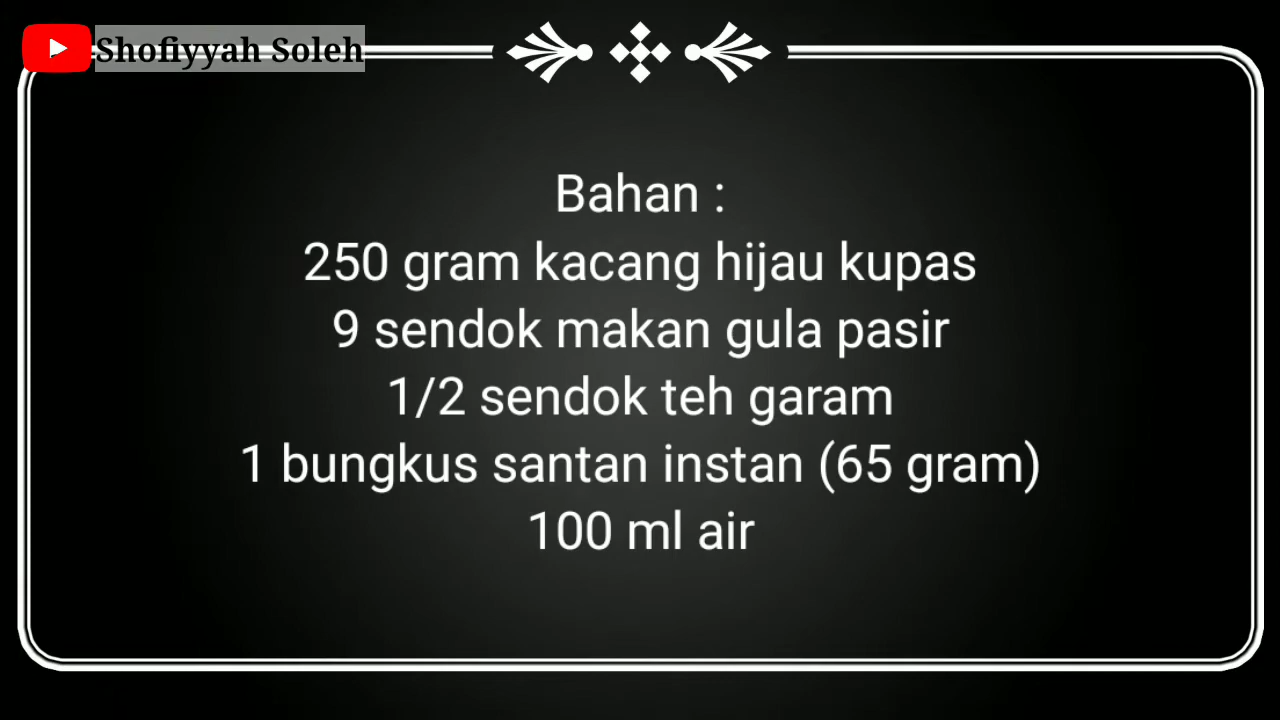 Shofiyyah Soleh
Bahan :
250 gram kacang hijau kupas
9 sendok makan gula pasir
1/2 sendok teh garam
1 bungkus santan instan (65 gram)
100 ml air